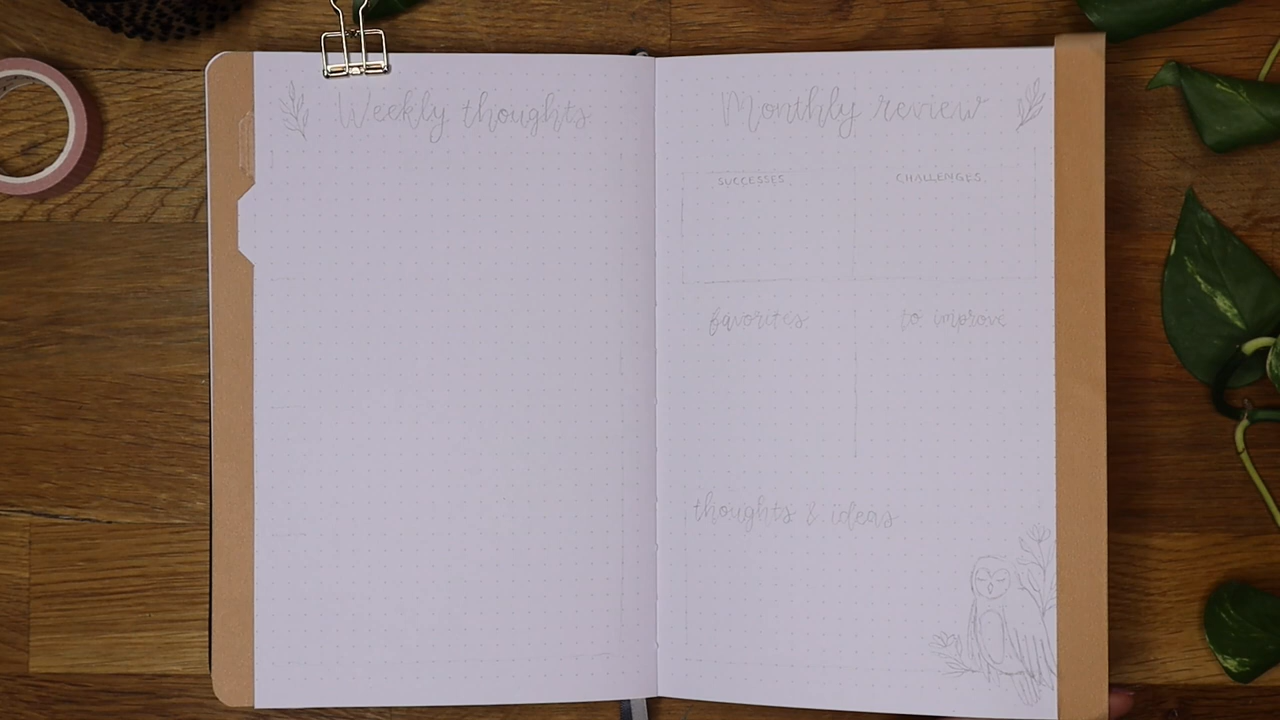 Weekly thoughts
Monthly review
SUCCESSES
CHALLENGES
favorites
to improve
thoughts & ideas